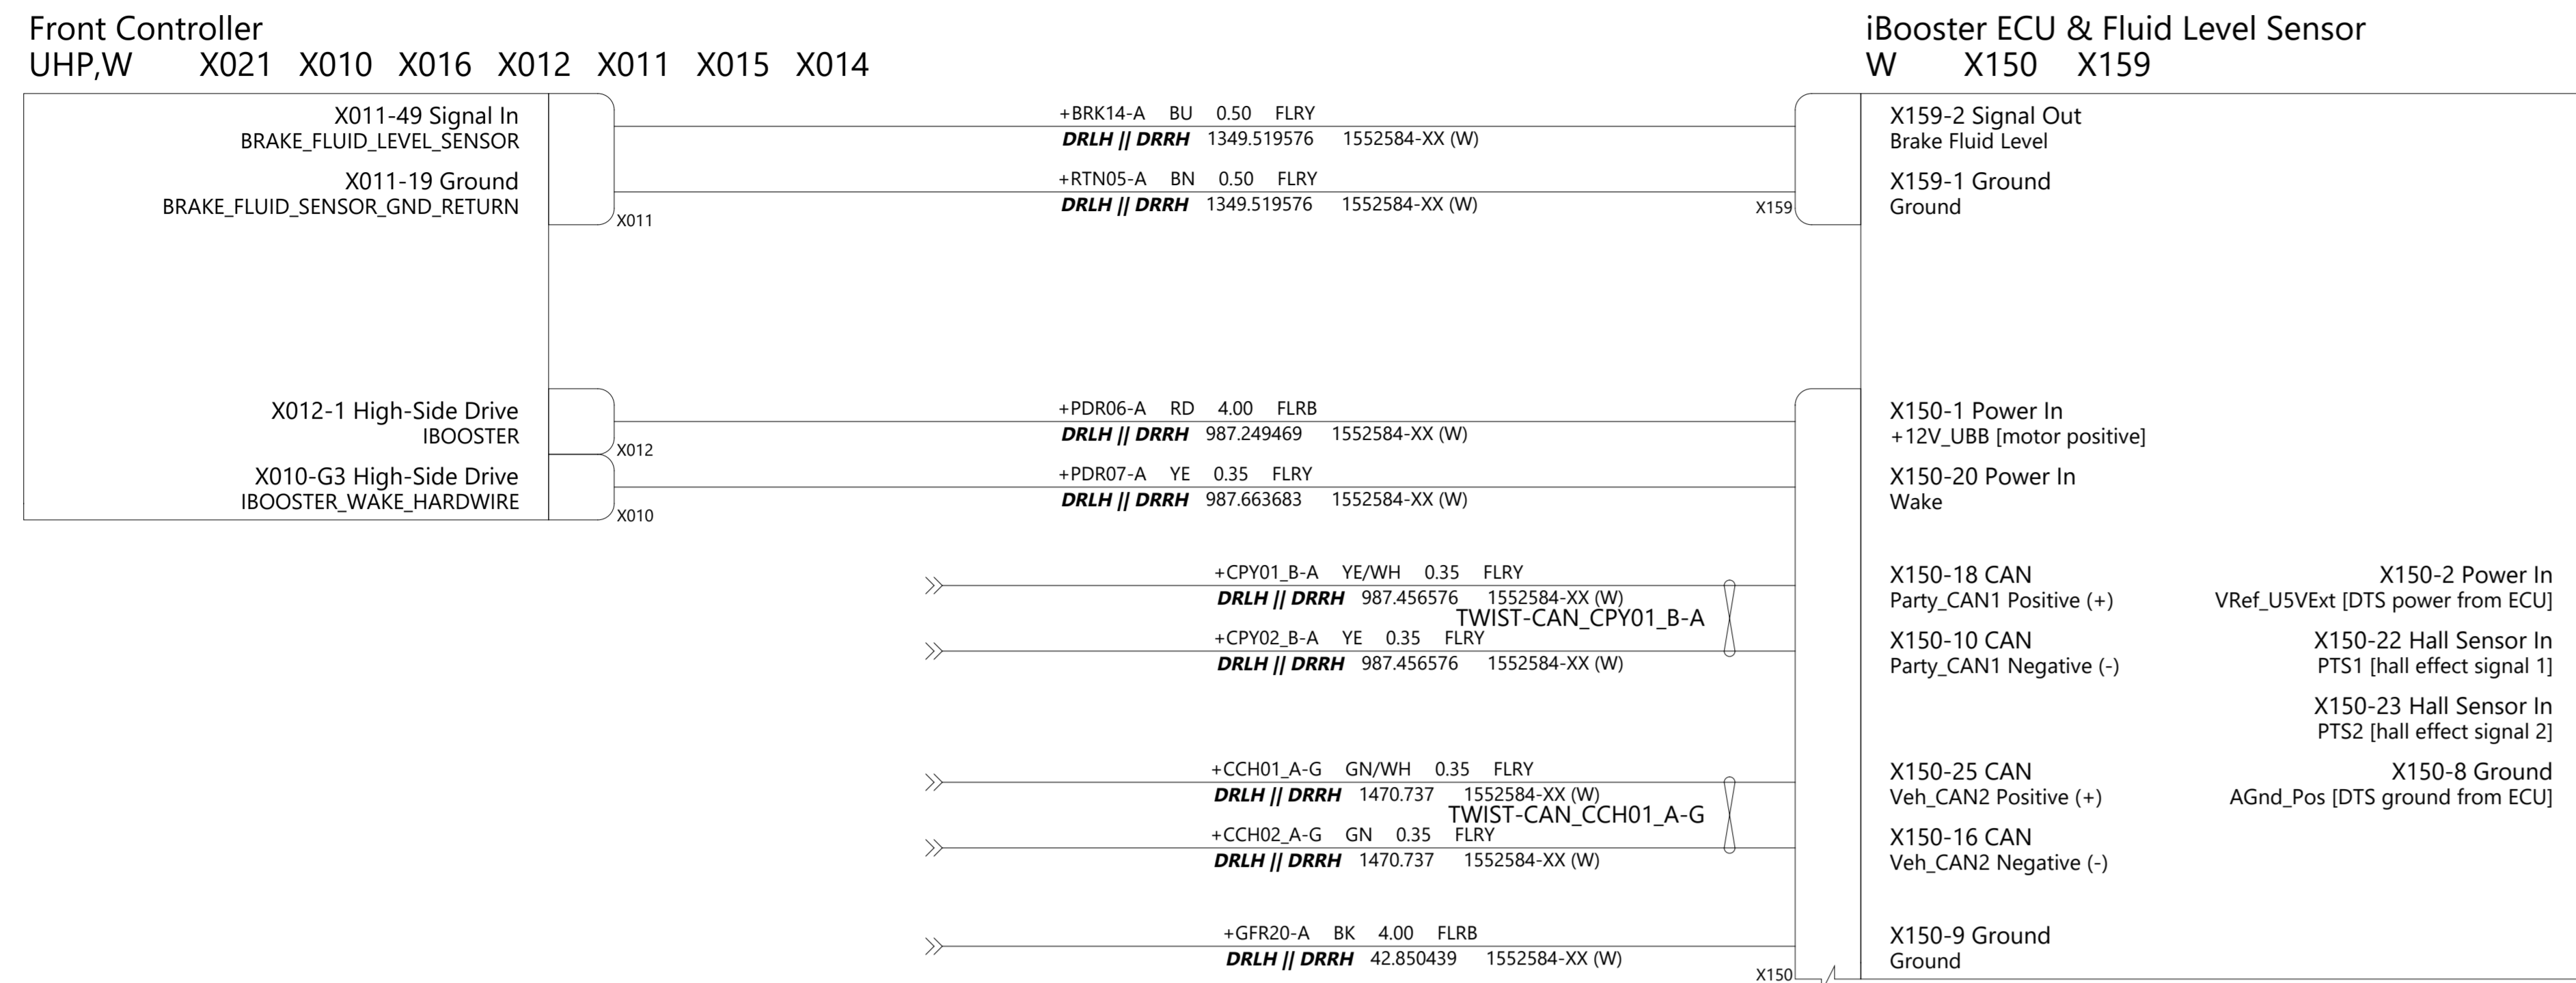 Front Controller
UHP,W X021 X010 X016 X012 X011 X015 X014
iBooster ECU & Fluid Level Sensor
W X150 X159
X011-49 Signal In
BRAKE_FLUID_LEVEL_SENSOR
X011-19 Ground
BRAKE_FLUID_SENSOR_GND_RETURN
X011
X012-1 High-Side Drive
IBOOSTER
X012
X010-G3 High-Side Drive
IBOOSTER_WAKE_HARDWIRE
X010
+BRK14-A BU 0.50 FLRY
DRLH || DRRH 1349.519576 1552584-XX (W)
+RTN05-A BN 0.50 FLRY
DRLH || DRRH 1349.519576 1552584-XX (W)
X159
+PDR06-A RD 4.00 FLRB
DRLH || DRRH 987.249469 1552584-XX (W)
+PDR07-A YE 0.35 FLRY
DRLH || DRRH 987.663683 1552584-XX (W)
+CPY01_B-A YE/WH 0.35 FLRY
DRLH || DRRH 987.456576 1552584-XX (W)
TWIST-CAN_CPY01_B-A
+CPY02_B-A YE 0.35 FLRY
DRLH || DRRH 987.456576 1552584-XX (W)
+CCH01_A-G GN/WH 0.35 FLRY
DRLH || DRRH 1470.737 1552584-XX (W)
TWIST-CAN_CCH01_A-G
+CCH02_A-G GN 0.35 FLRY
DRLH || DRRH 1470.737 1552584-XX (W)
+GFR20-A BK 4.00 FLRB
DRLH || DRRH 42.850439 1552584-XX (W)
X150
X159-2 Signal Out
Brake Fluid Level
X159-1 Ground
Ground
X150-1 Power In
+12V_UBB [motor positive]
X150-20 Power In
Wake
X150-18 CAN
Party_CAN1 Positive (+)
X150-10 CAN
Party_CAN1 Negative (-)
X150-25 CAN
Veh_CAN2 Positive (+)
X150-16 CAN
Veh_CAN2 Negative (-)
X150-9 Ground
Ground
X150-2 Power In
VRef_U5VExt [DTS power from ECU]
X150-22 Hall Sensor In
PTS1 [hall effect signal 1]
X150-23 Hall Sensor In
PTS2 [hall effect signal 2]
X150-8 Ground
AGnd_Pos [DTS ground from ECU]